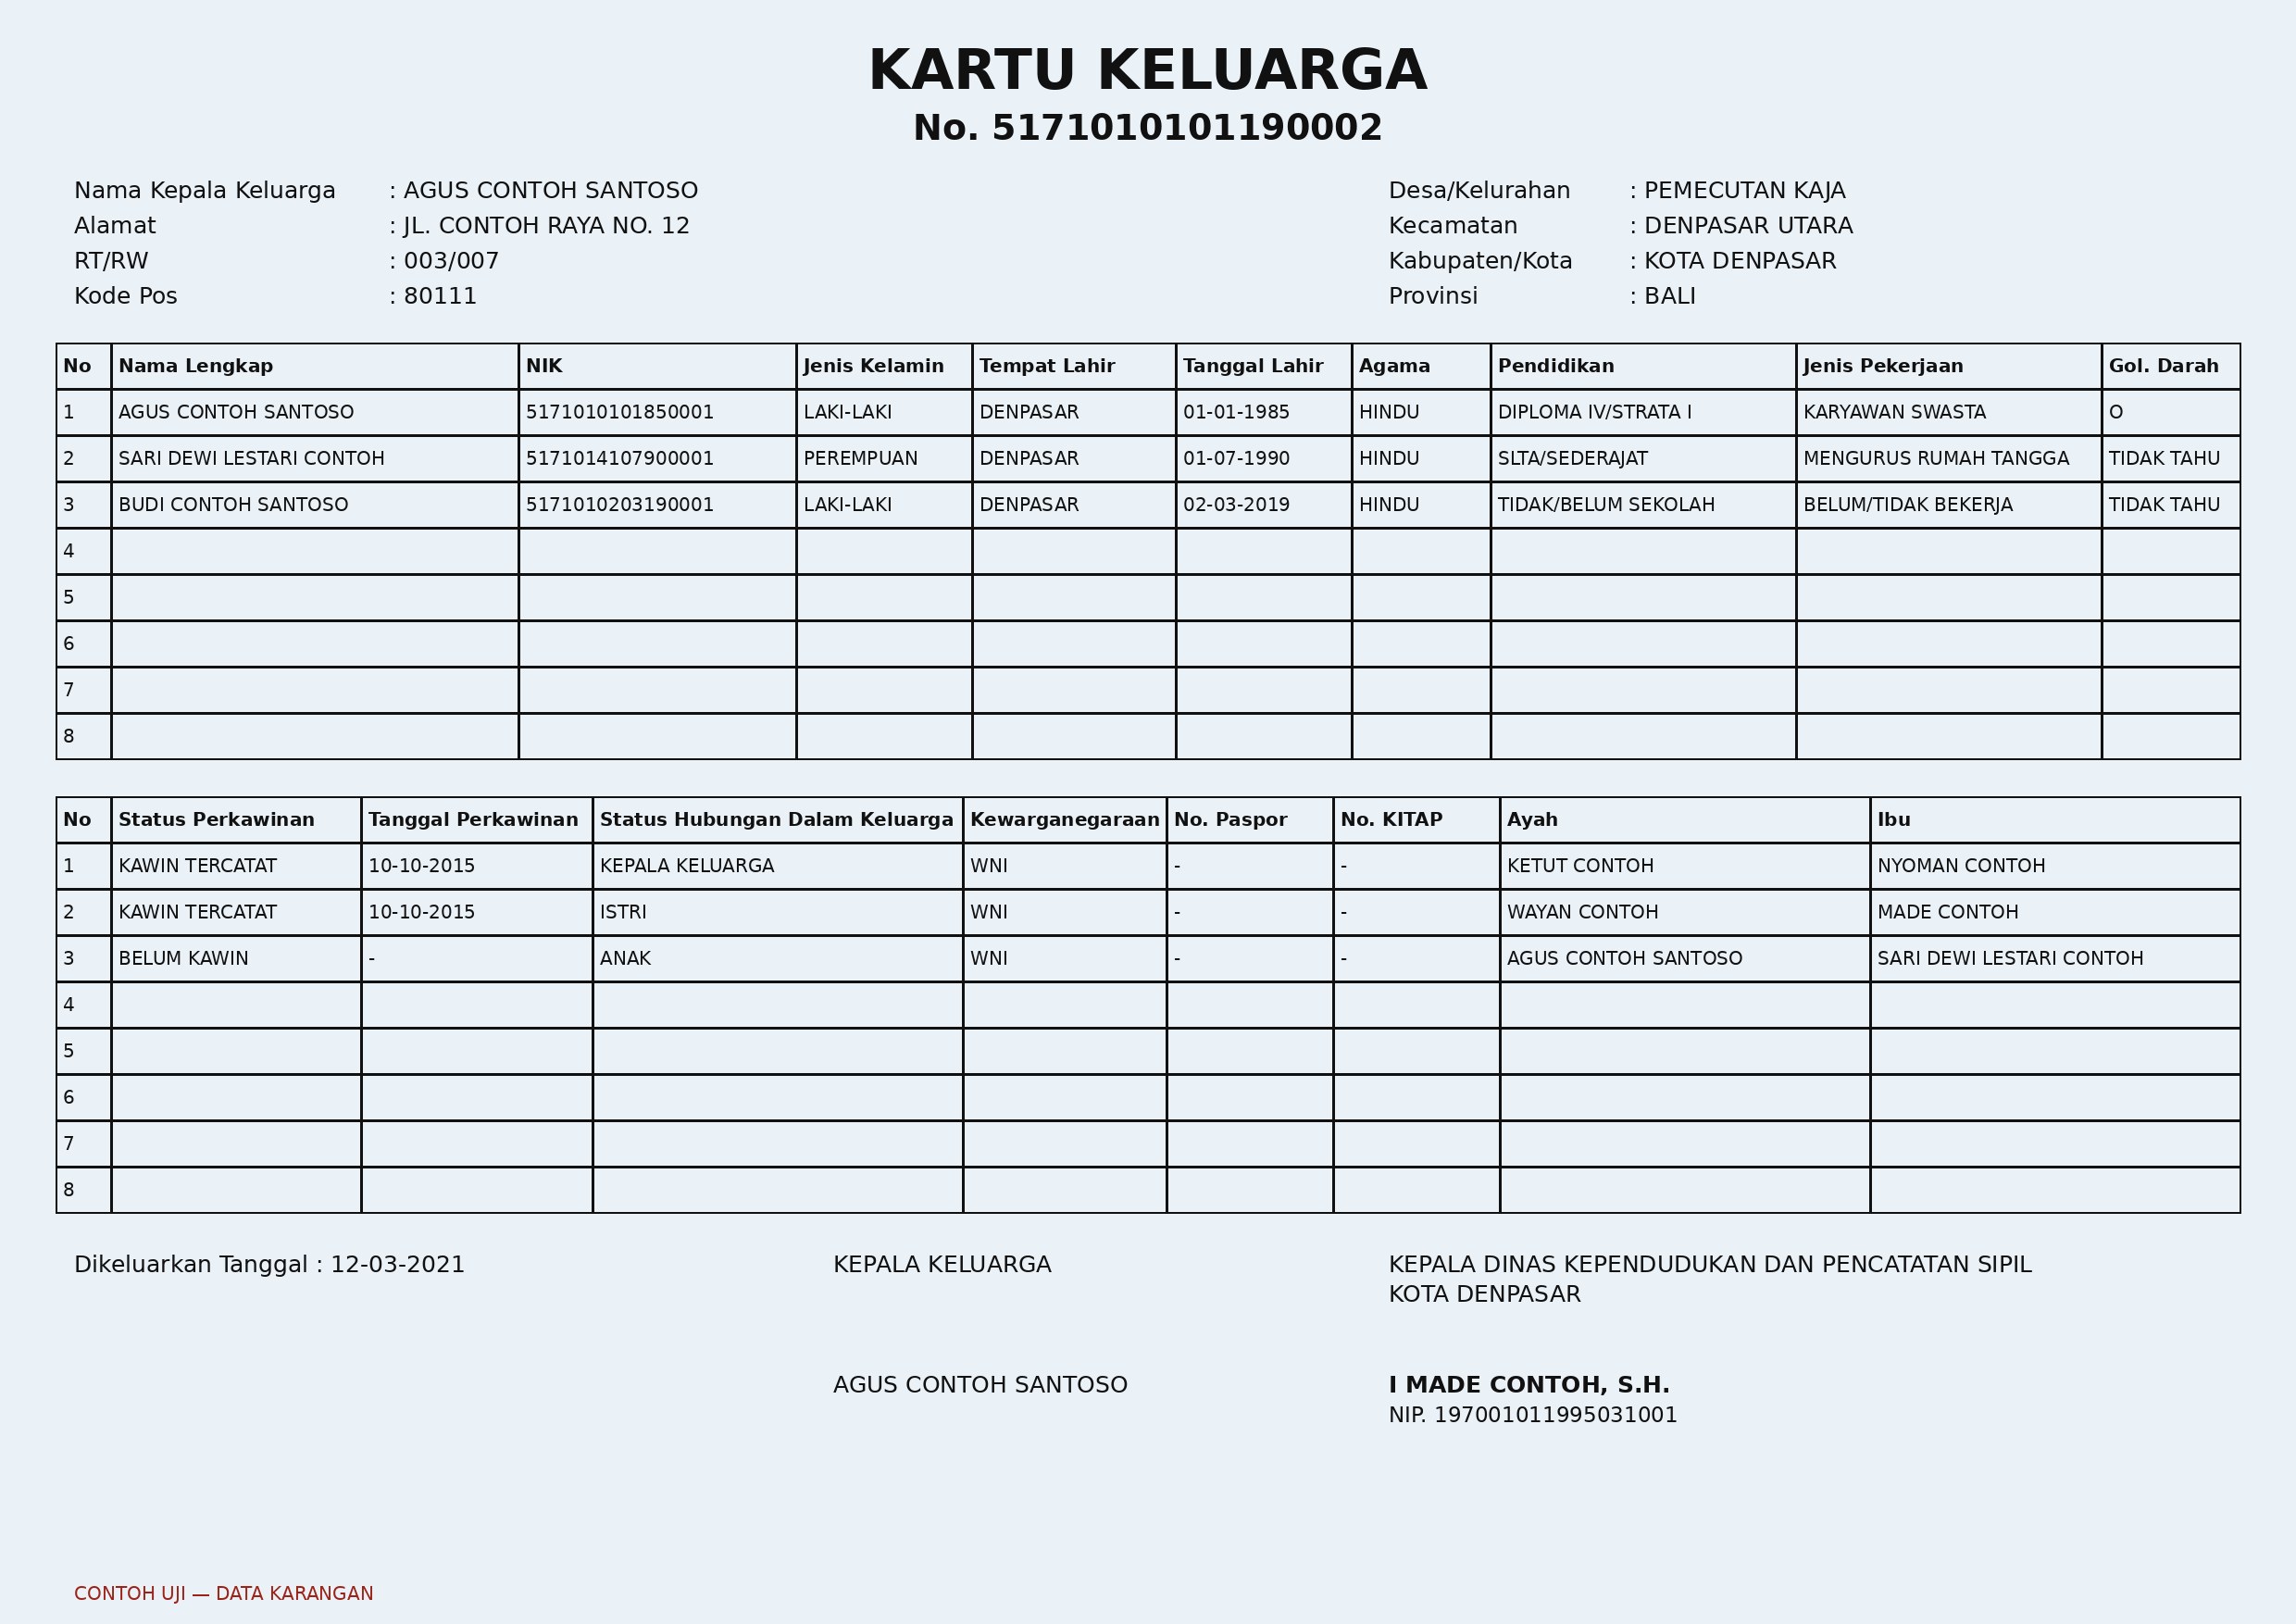 KARTU KELUARGA
No. 5171010101190002
Nama Kepala Keluarga : AGUS CONTOH SANTOSO Desa/Kelurahan : PEMECUTAN KAJA
Alamat : JL. CONTOH RAYA NO. 12 Kecamatan : DENPASAR UTARA
RT/RW : 003/007 Kabupaten/Kota : KOTA DENPASAR
Kode Pos : 80111 Provinsi : BALI
No Nama Lengkap NIK Jenis Kelamin Tempat Lahir Tanggal Lahir Agama Pendidikan Jenis Pekerjaan Gol. Darah
1 AGUS CONTOH SANTOSO 5171010101850001 LAKI-LAKI DENPASAR 01-01-1985 HINDU DIPLOMA IV/STRATA I KARYAWAN SWASTA O
2 SARI DEWI LESTARI CONTOH 5171014107900001 PEREMPUAN DENPASAR 01-07-1990 HINDU SLTA/SEDERAJAT MENGURUS RUMAH TANGGA TIDAK TAHU
3 BUDI CONTOH SANTOSO 5171010203190001 LAKI-LAKI DENPASAR 02-03-2019 HINDU TIDAK/BELUM SEKOLAH BELUM/TIDAK BEKERJA TIDAK TAHU
4
5
6
7
8
No Status Perkawinan Tanggal Perkawinan Status Hubungan Dalam Keluarga Kewarganegaraan No. Paspor No. KITAP Ayah Ibu
1 KAWIN TERCATAT 10-10-2015 KEPALA KELUARGA WNI - - KETUT CONTOH NYOMAN CONTOH
2 KAWIN TERCATAT 10-10-2015 ISTRI WNI - - WAYAN CONTOH MADE CONTOH
3 BELUM KAWIN - ANAK WNI - - AGUS CONTOH SANTOSO SARI DEWI LESTARI CONTOH
4
5
6
7
8
Dikeluarkan Tanggal : 12-03-2021 KEPALA KELUARGA KEPALA DINAS KEPENDUDUKAN DAN PENCATATAN SIPIL
KOTA DENPASAR
AGUS CONTOH SANTOSO I MADE CONTOH, S.H.
NIP. 197001011995031001
CONTOH UJI — DATA KARANGAN